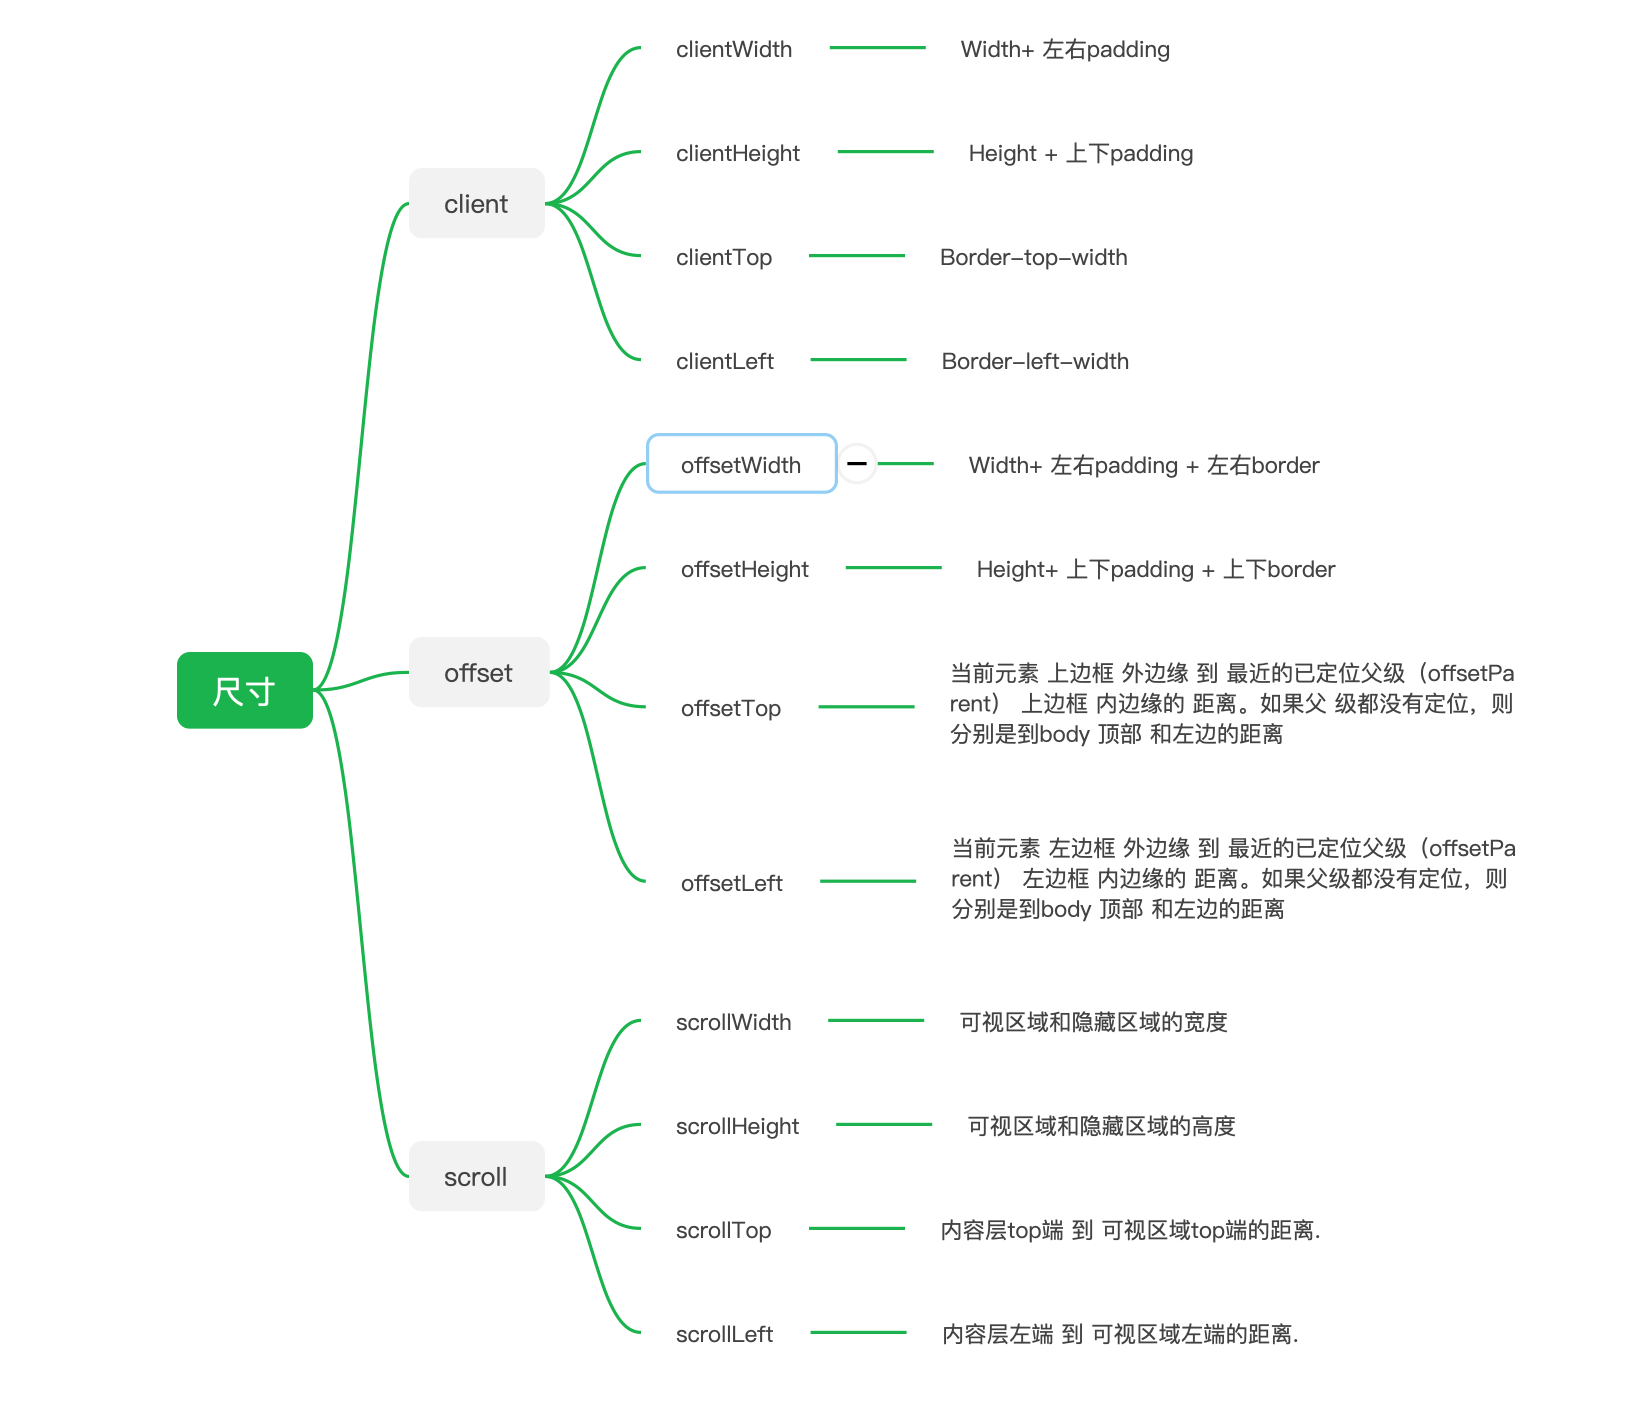 尺寸
client
clientWidth
Width+ 左右padding
clientHeight
Height + 上下padding
clientTop
Border-top-width
clientLeft
Border-left-width
offset
offsetWidth
Width+ 左右padding + 左右border
offsetHeight
Height+ 上下padding + 上下border
offsetTop
当前元素 上边框 外边缘 到 最近的已定位父级（offsetPa
rent） 上边框 内边缘的 距离。如果父 级都没有定位，则
分别是到body 顶部 和左边的距离
offsetLeft
当前元素 左边框 外边缘 到 最近的已定位父级（offsetPa
rent） 左边框 内边缘的 距离。如果父级都没有定位，则
分别是到body 顶部 和左边的距离
scroll
scrollWidth
可视区域和隐藏区域的宽度
scrollHeight
可视区域和隐藏区域的高度
scrollTop
内容层top端 到 可视区域top端的距离.
scrollLeft
内容层左端 到 可视区域左端的距离.